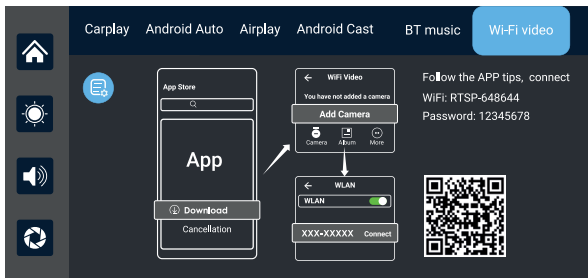 Carplay Android Auto Airplay Android Cast BT music Wi-Fi video
App Store
App
Download
Cancellation
WiFi Video
You have not added a camera
Add Camera
Camera Album More
WLAN
WLAN
XXX-XXXXX Connect
Follow the APP tips, connect
WiFi: RTSP-648644
Password: 12345678